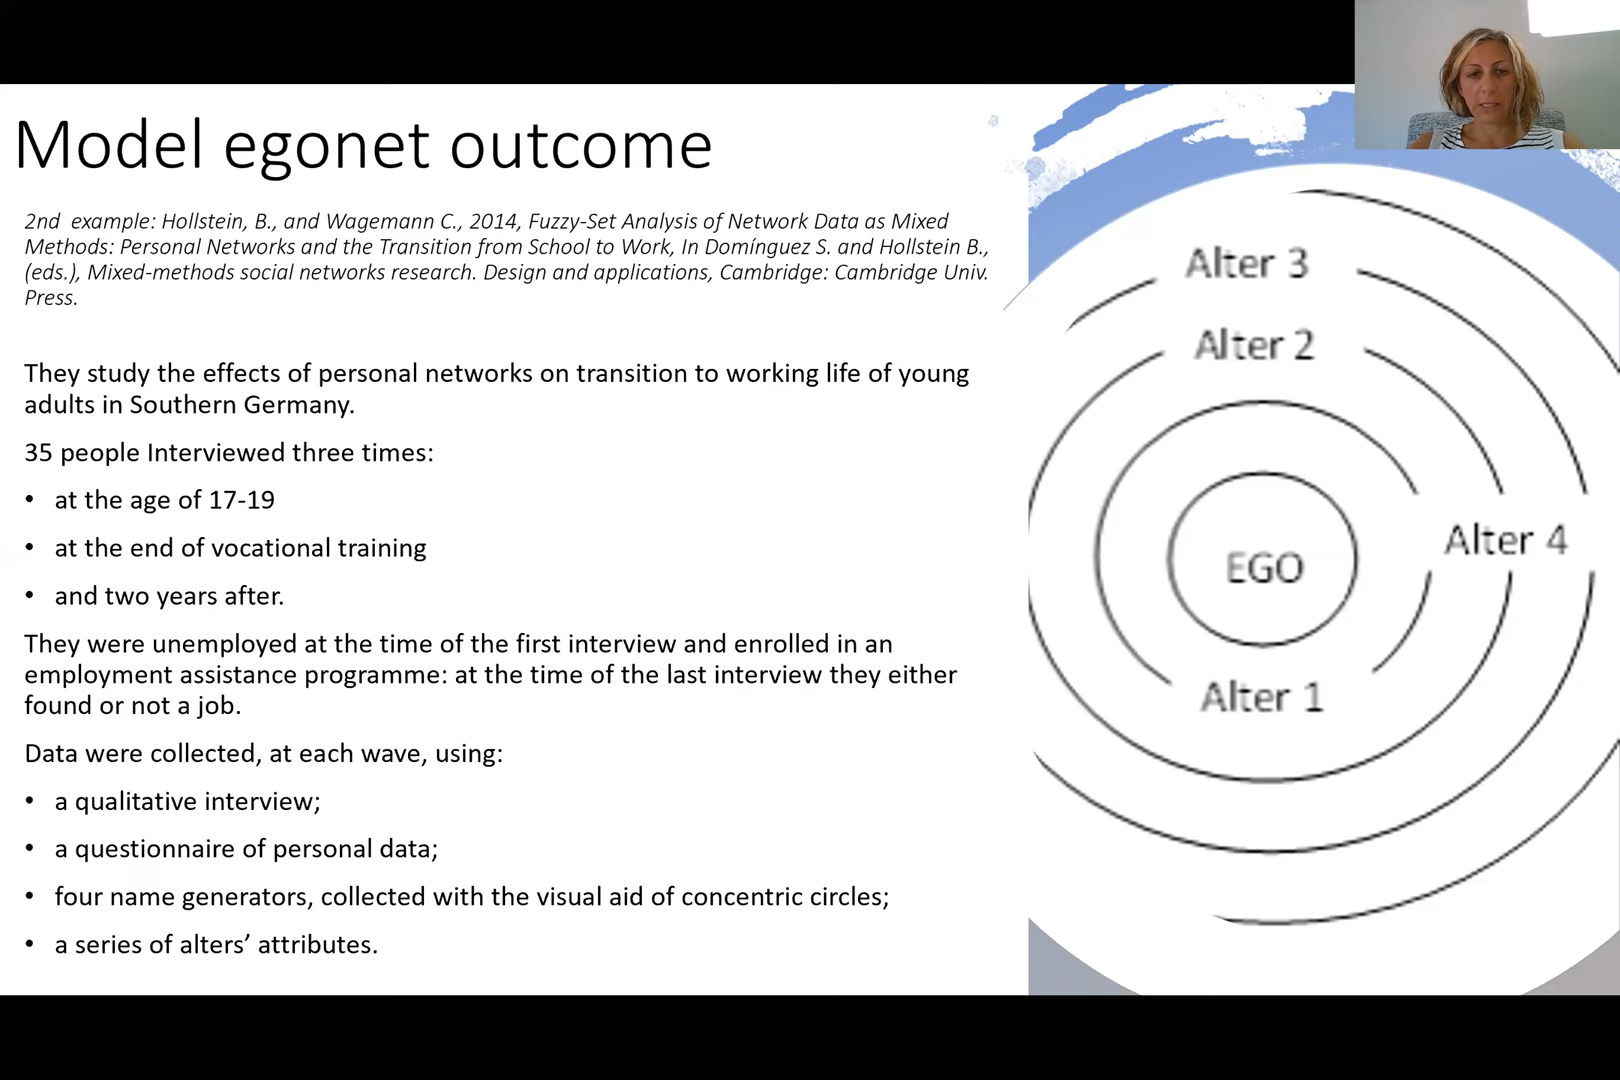 Model egonet outcome
2nd example: Hollstein, B., and Wagemann C., 2014, Fuzzy-Set Analysis of Network Data as Mixed
Methods: Personal Networks and the Transition from School to Work, In Domínguez S. and Hollstein B.,
(eds.), Mixed-methods social networks research. Design and applications, Cambridge: Cambridge Univ.
Press.
They study the effects of personal networks on transition to working life of young
adults in Southern Germany.
35 people Interviewed three times:
• at the age of 17-19
• at the end of vocational training
• and two years after.
They were unemployed at the time of the first interview and enrolled in an
employment assistance programme: at the time of the last interview they either
found or not a job.
Data were collected, at each wave, using:
• a qualitative interview;
• a questionnaire of personal data;
• four name generators, collected with the visual aid of concentric circles;
• a series of alters’ attributes.
Alter 3
Alter 2
Alter 4
EGO
Alter 1